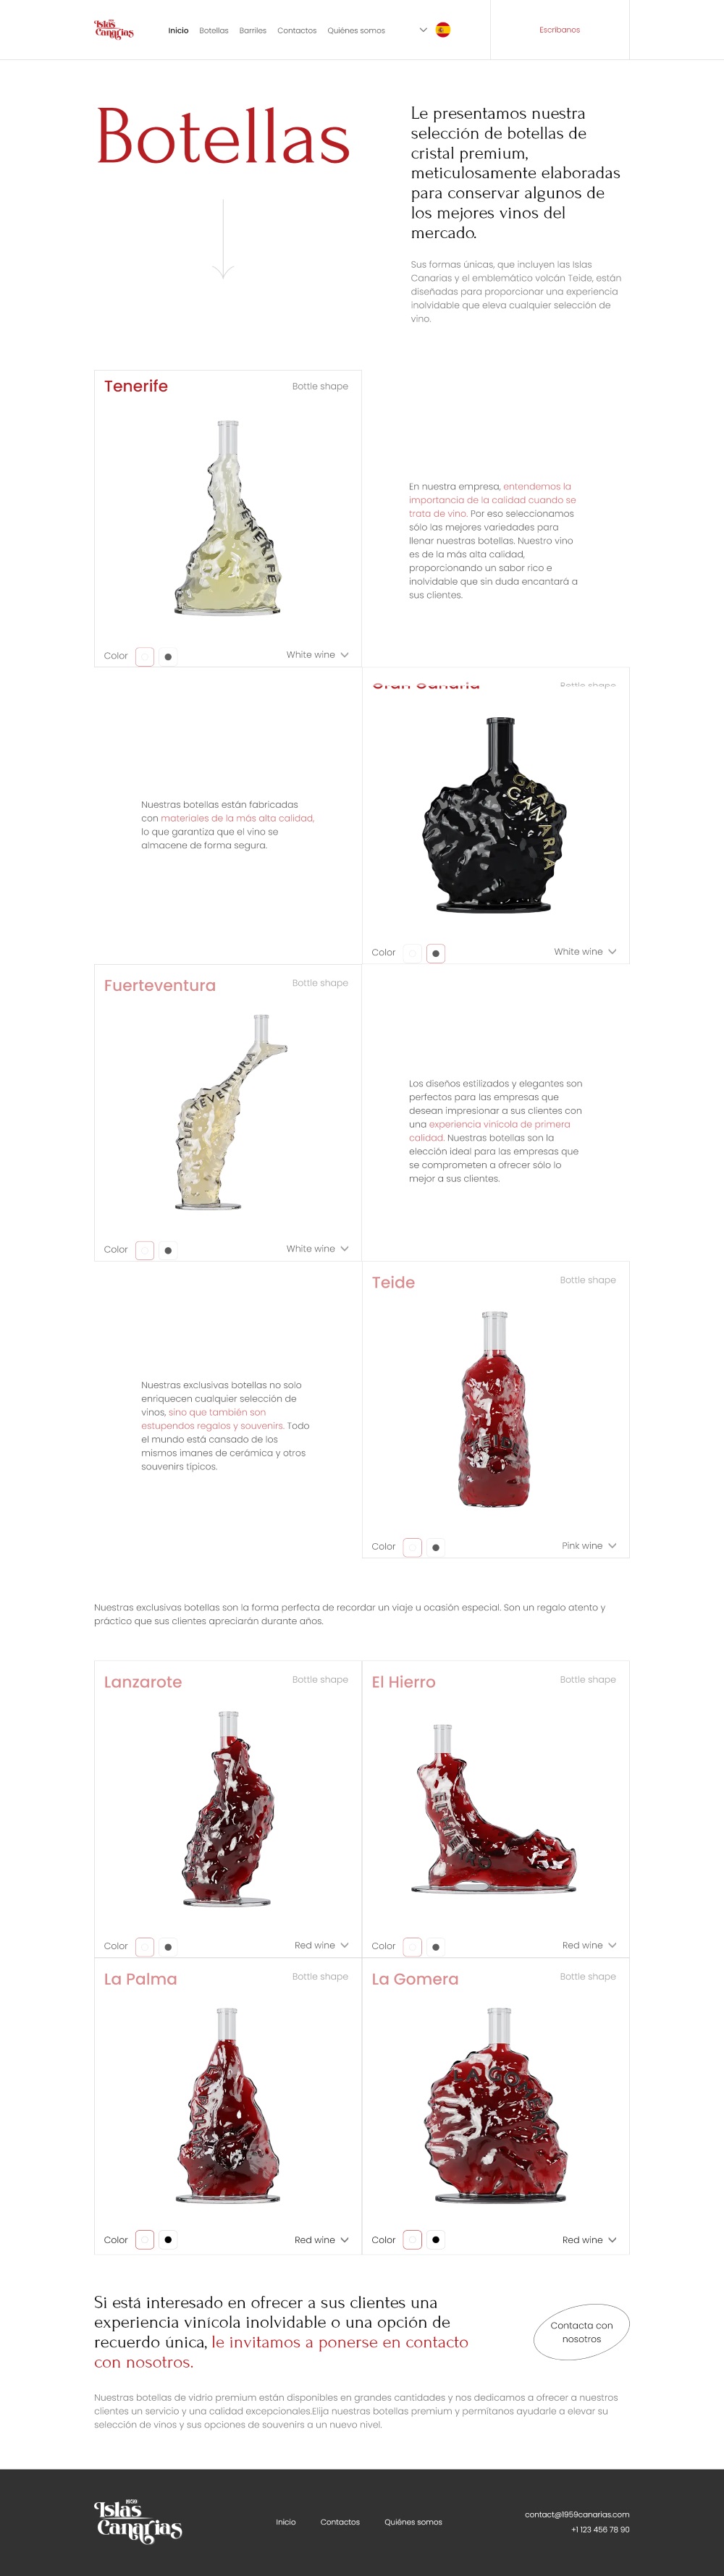 Islas
Canarias
Inicio Botellas Barriles Contactos Quiénes somos
Escríbanos
Botellas
Le presentamos nuestra
selección de botellas de
cristal premium,
meticulosamente elaboradas
para conservar algunos de
los mejores vinos del
mercado.
Sus formas únicas, que incluyen las Islas
Canarias y el emblemático volcán Teide, están
diseñadas para proporcionar una experiencia
inolvidable que eleva cualquier selección de
vino.
Tenerife Bottle shape
TENERIFE
Color White wine
En nuestra empresa, entendemos la
importancia de la calidad cuando se
trata de vino. Por eso seleccionamos
sólo las mejores variedades para
llenar nuestras botellas. Nuestro vino
es de la más alta calidad,
proporcionando un sabor rico e
inolvidable que sin duda encantará a
sus clientes.
Gran Canaria Bottle shape
GRAN
CANARIA
Color White wine
Nuestras botellas están fabricadas
con materiales de la más alta calidad,
lo que garantiza que el vino se
almacene de forma segura.
Fuerteventura Bottle shape
FUERTEVENTURA
Color White wine
Los diseños estilizados y elegantes son
perfectos para las empresas que
desean impresionar a sus clientes con
una experiencia vinícola de primera
calidad. Nuestras botellas son la
elección ideal para las empresas que
se comprometen a ofrecer sólo lo
mejor a sus clientes.
Teide Bottle shape
TEIDE
Color Pink wine
Nuestras exclusivas botellas no solo
enriquecen cualquier selección de
vinos, sino que también son
estupendos regalos y souvenirs. Todo
el mundo está cansado de los
mismos imanes de cerámica y otros
souvenirs típicos.
Nuestras exclusivas botellas son la forma perfecta de recordar un viaje u ocasión especial. Son un regalo atento y
práctico que sus clientes apreciarán durante años.
Lanzarote Bottle shape
Color Red wine
El Hierro Bottle shape
EL HIERRO
Color Red wine
La Palma Bottle shape
LA PALMA
Color Red wine
La Gomera Bottle shape
LA GOMERA
Color Red wine
Si está interesado en ofrecer a sus clientes una
experiencia vinícola inolvidable o una opción de
recuerdo única, le invitamos a ponerse en contacto
con nosotros.
Contacta con
nosotros
Nuestras botellas de vidrio premium están disponibles en grandes cantidades y nos dedicamos a ofrecer a nuestros
clientes un servicio y una calidad excepcionales.Elija nuestras botellas premium y permítanos ayudarle a elevar su
selección de vinos y sus opciones de souvenirs a un nuevo nivel.
1959
Islas
Canarias
Inicio Contactos Quiénes somos
contact@1959canarias.com
+1 123 456 78 90